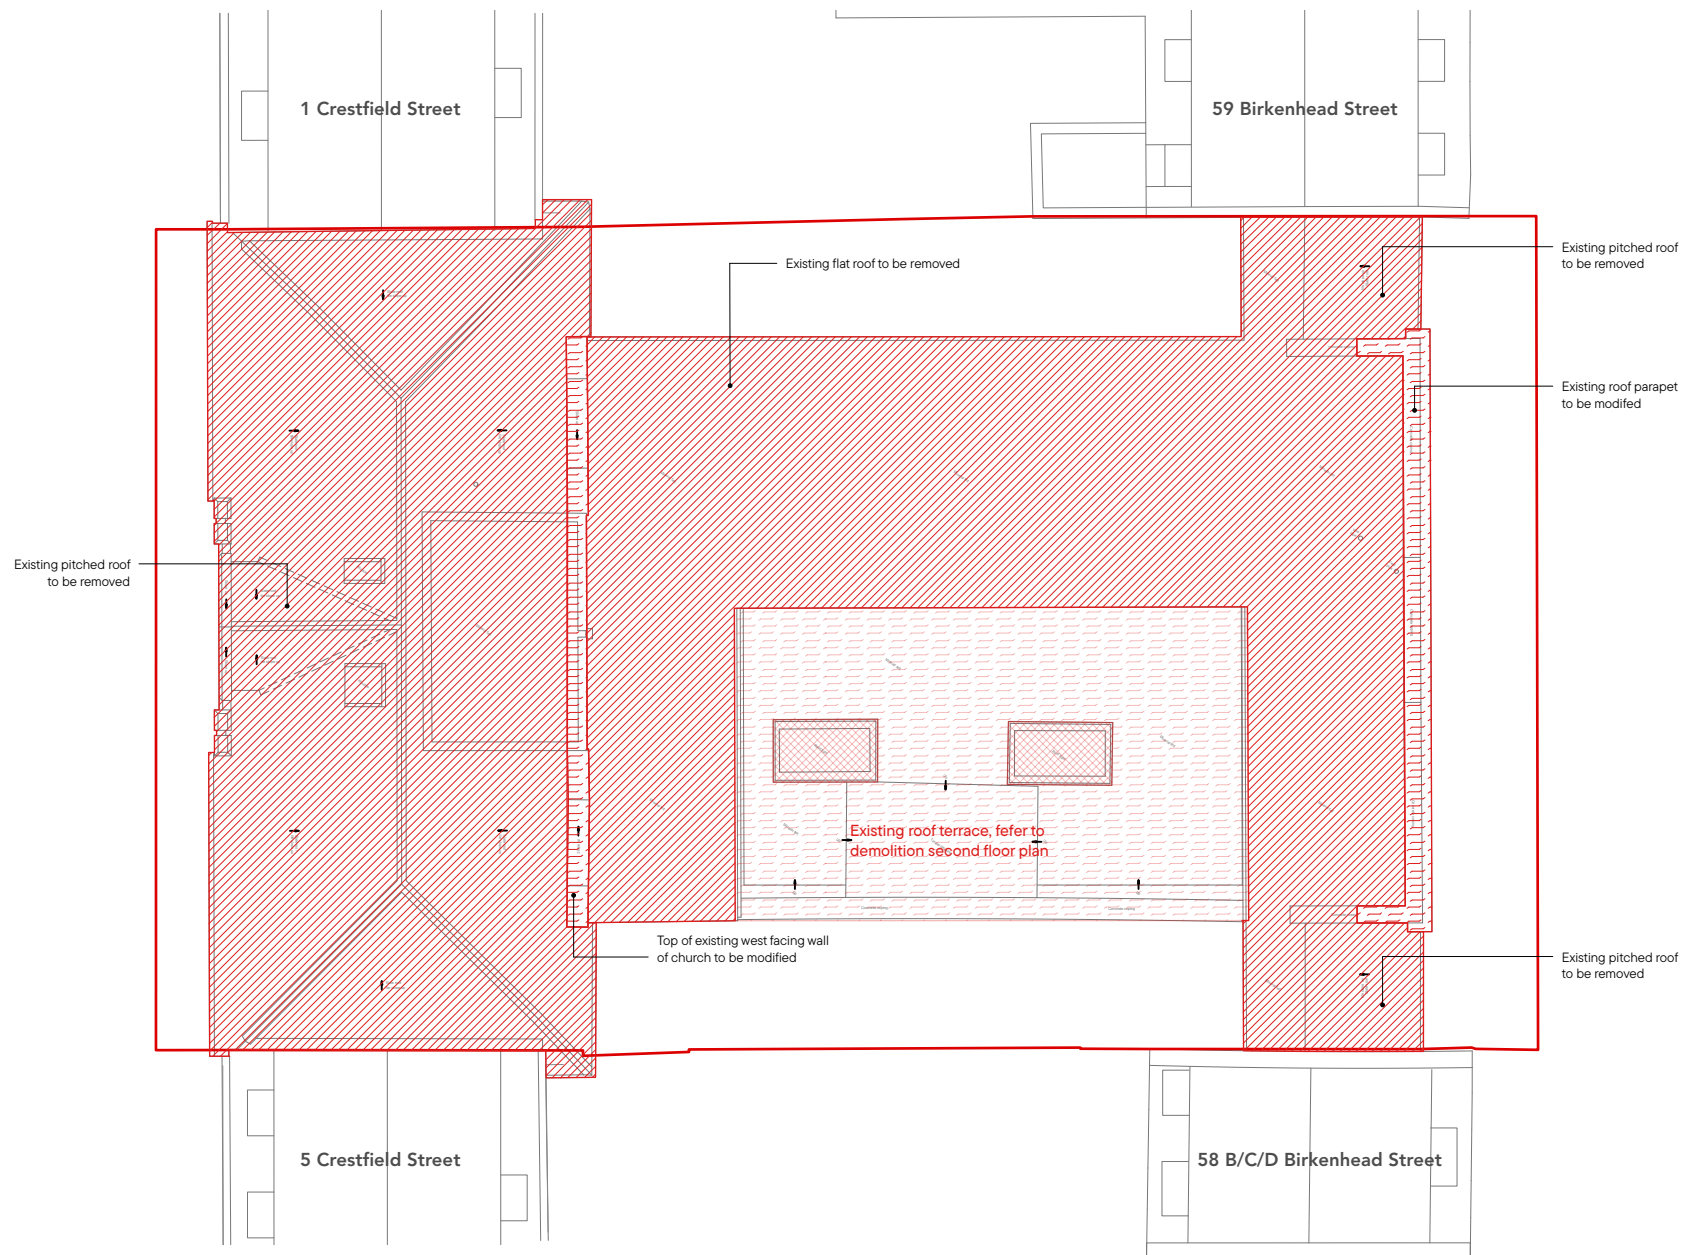 1 Crestfield Street
59 Birkenhead Street
Existing flat roof to be removed
Existing pitched roof
to be removed
Existing roof parapet
to be modifed
Existing pitched roof
to be removed
Existing roof terrace, fefer to
demolition second floor plan
Top of existing west facing wall
of church to be modified
Existing pitched roof
to be removed
5 Crestfield Street
58 B/C/D Birkenhead Street